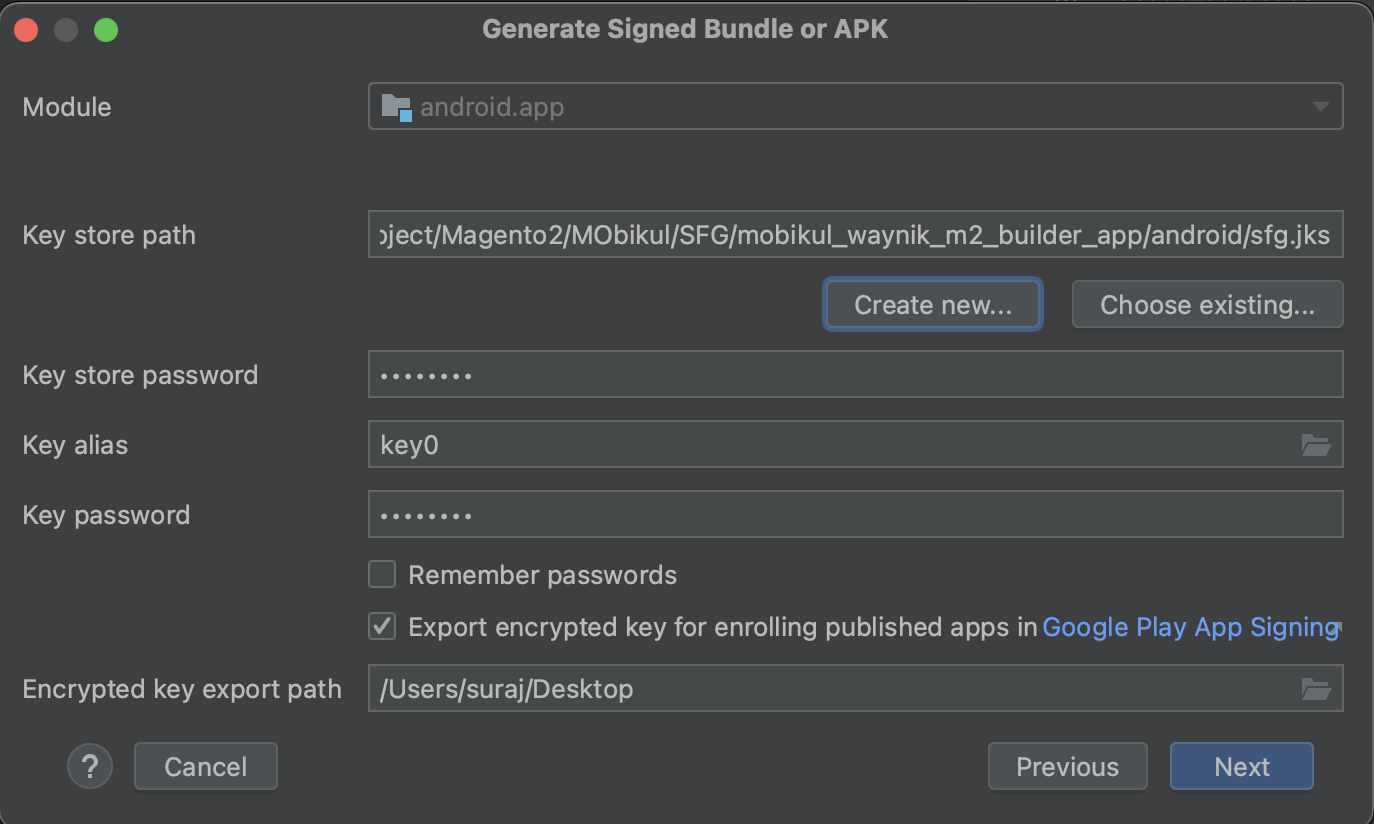 Generate Signed Bundle or APK
Module
android.app
Key store path
oject/Magento2/MObikul/SFG/mobikul_waynik_m2_builder_app/android/sfg.jks
Create new...
Choose existing...
Key store password
••••••••
Key alias
key0
Key password
••••••••
Remember passwords
Export encrypted key for enrolling published apps in Google Play App Signing
Encrypted key export path
/Users/suraj/Desktop
?
Cancel
Previous
Next